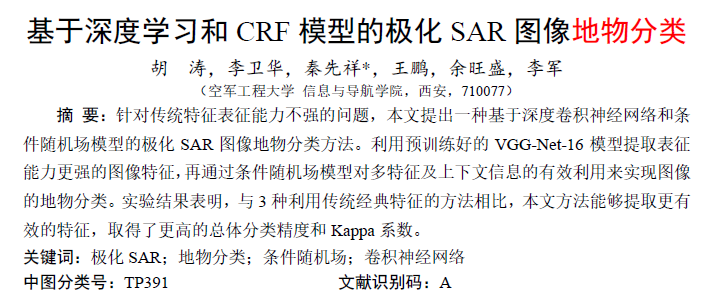 基于深度学习和 CRF 模型的极化 SAR 图像地物分类
胡　涛，李卫华，秦先祥*，王鹏，余旺盛，李军
（空军工程大学 信息与导航学院，西安，710077）
摘 要：针对传统特征表征能力不强的问题，本文提出一种基于深度卷积神经网络和条
件随机场模型的极化 SAR 图像地物分类方法。利用预训练好的 VGG-Net-16 模型提取表征
能力更强的图像特征,再通过条件随机场模型对多特征及上下文信息的有效利用来实现图像
的地物分类。实验结果表明，与 3 种利用传统经典特征的方法相比，本文方法能够提取更有
效的特征，取得了更高的总体分类精度和 Kappa 系数。
关键词：极化 SAR；地物分类；条件随机场；卷积神经网络
中图分类号：TP391　　文献识别码：A